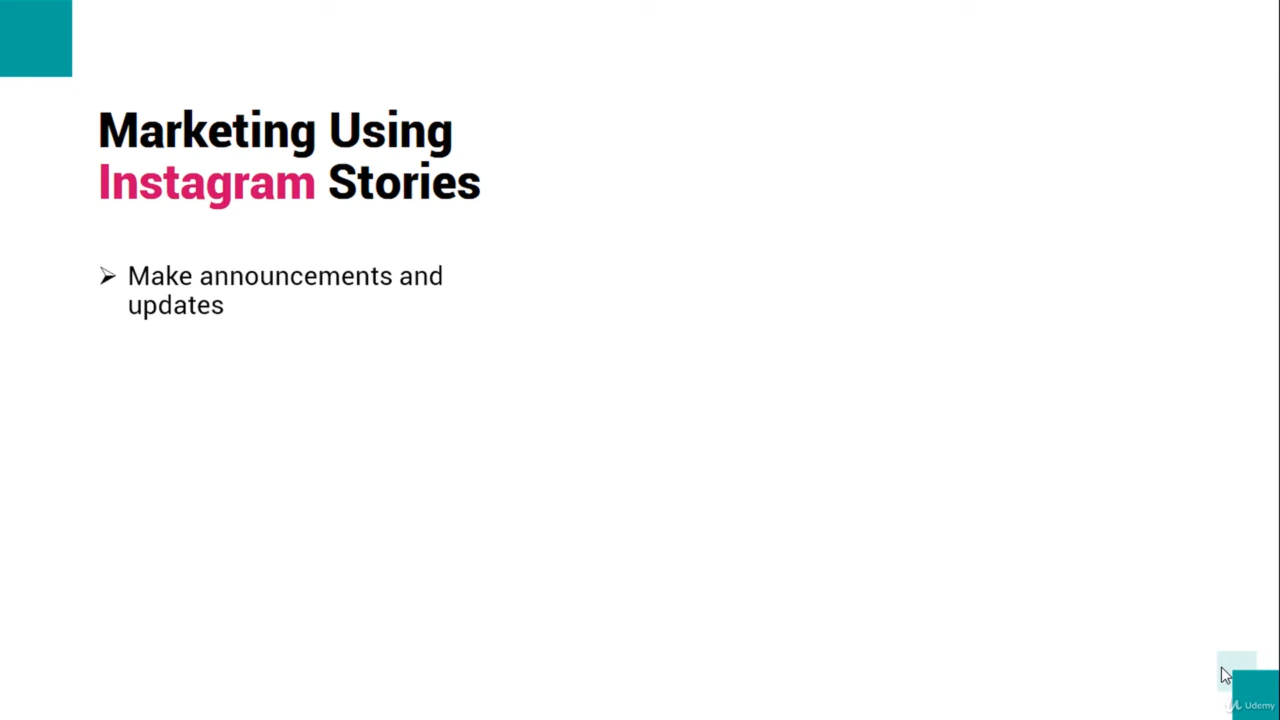 Marketing Using
Instagram Stories
➢ Make announcements and
updates
Udemy